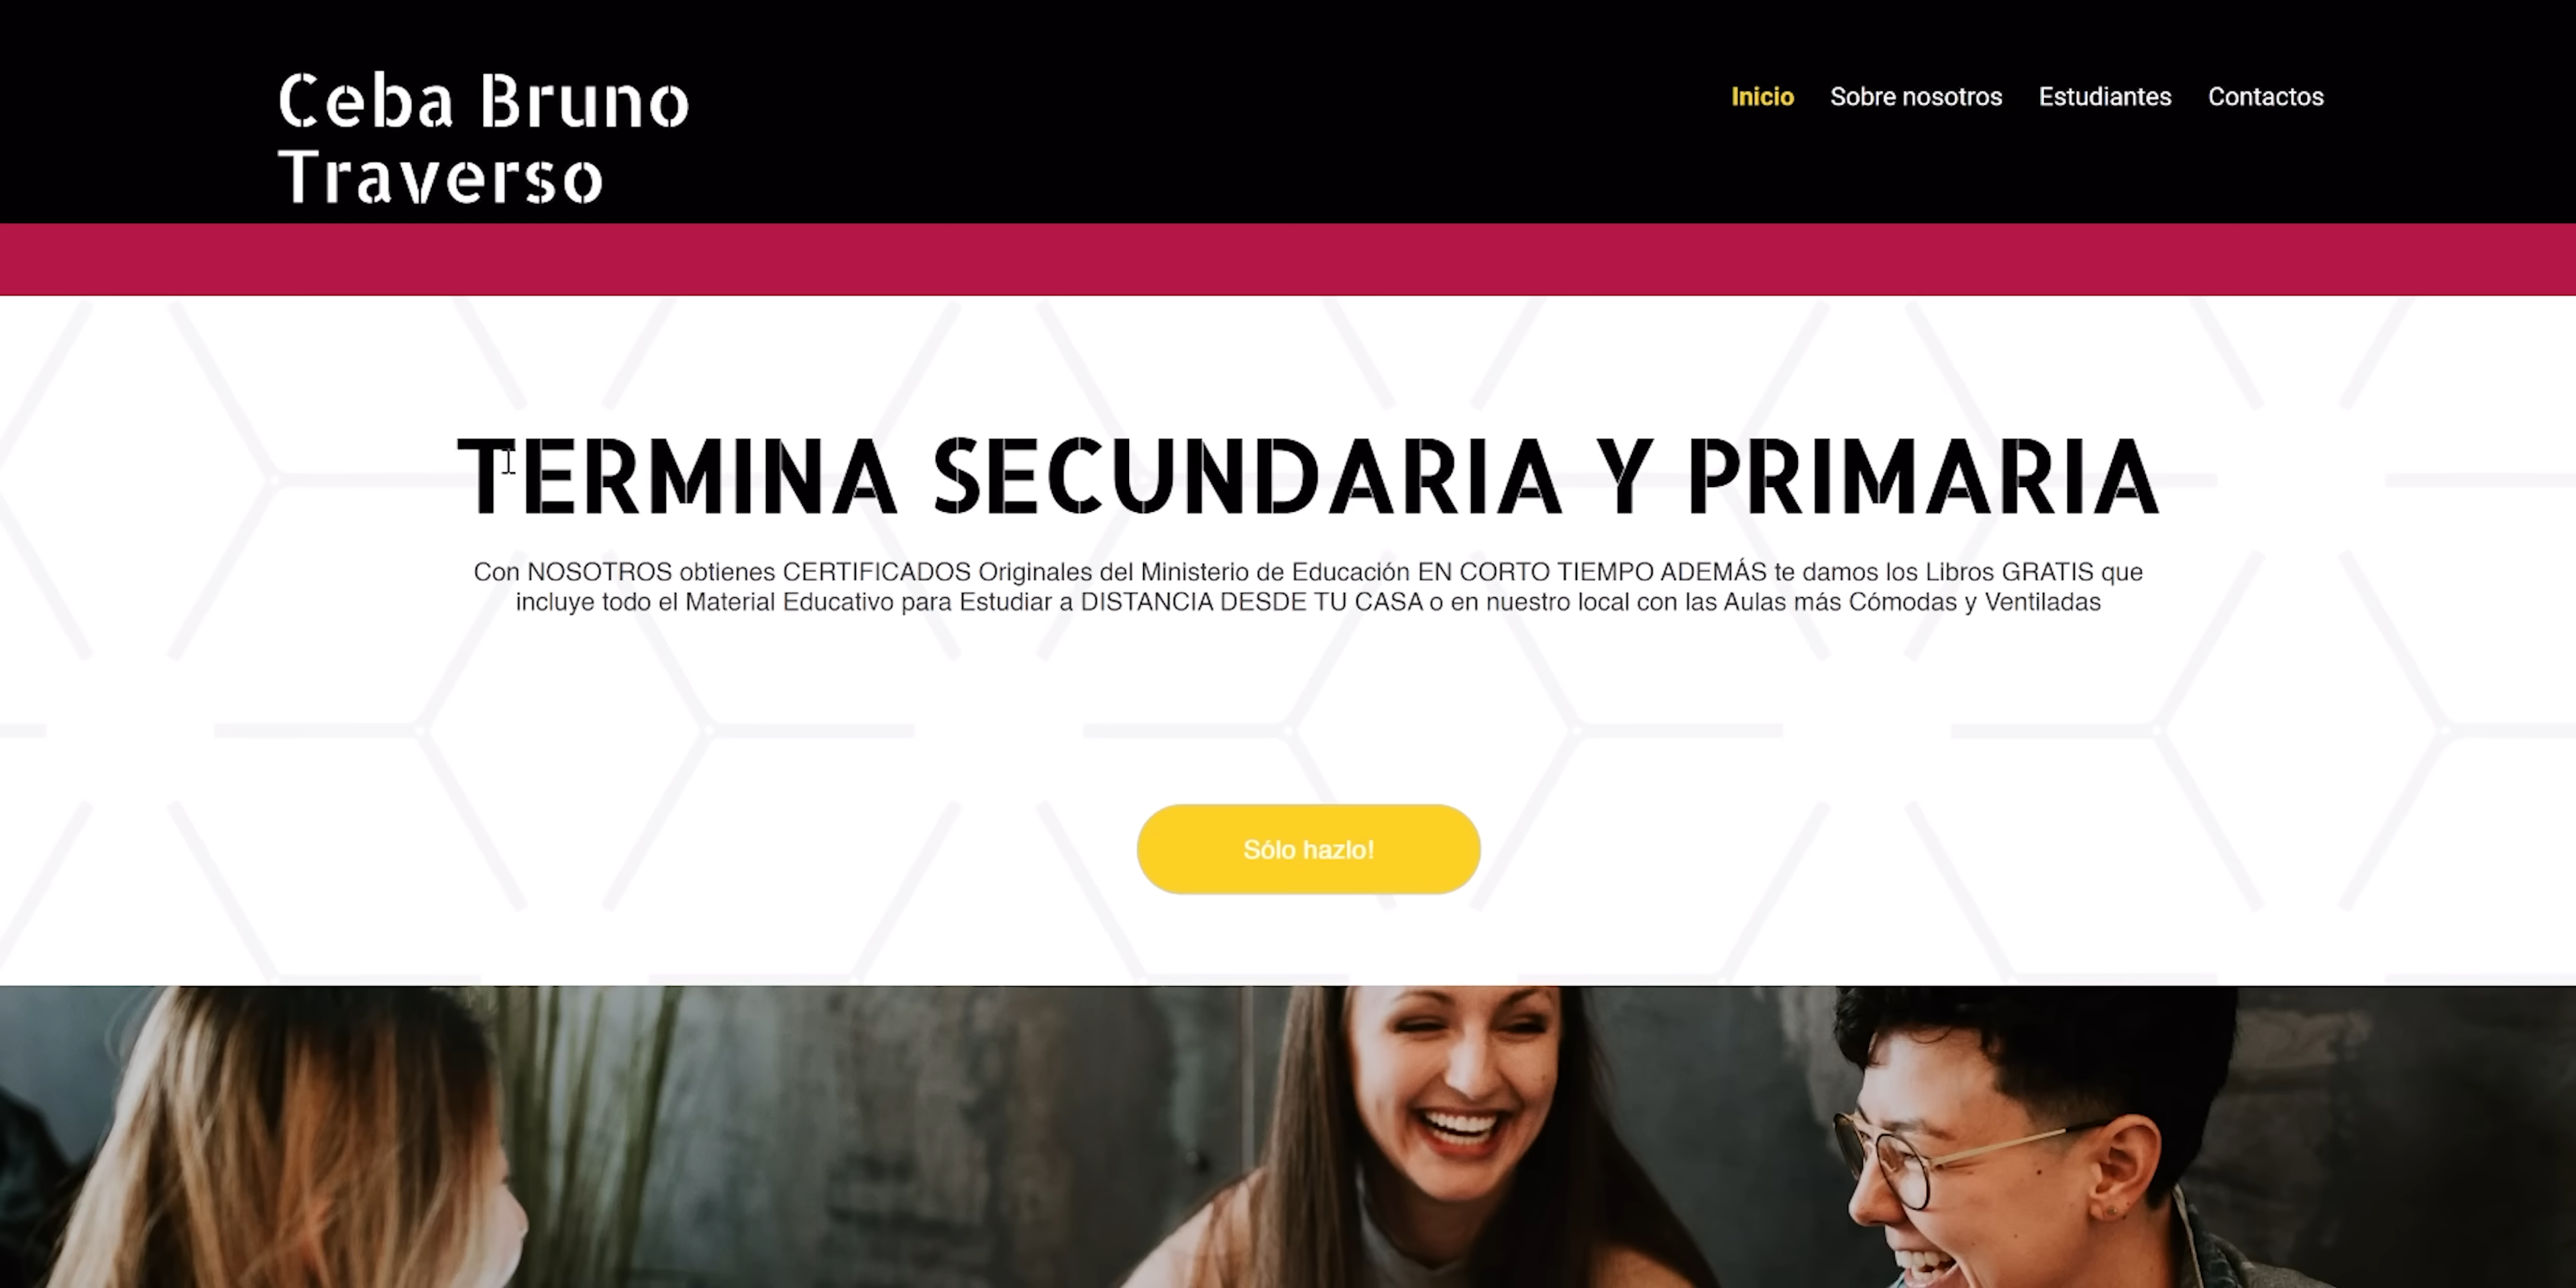 Ceba Bruno
Traverso
Inicio
Sobre nosotros
Estudiantes
Contactos
TERMINA SECUNDARIA Y PRIMARIA
Con NOSOTROS obtienes CERTIFICADOS Originales del Ministerio de Educación EN CORTO TIEMPO ADEMÁS te damos los Libros GRATIS que
incluye todo el Material Educativo para Estudiar a DISTANCIA DESDE TU CASA o en nuestro local con las Aulas más Cómodas y Ventiladas
Sólo hazlo!